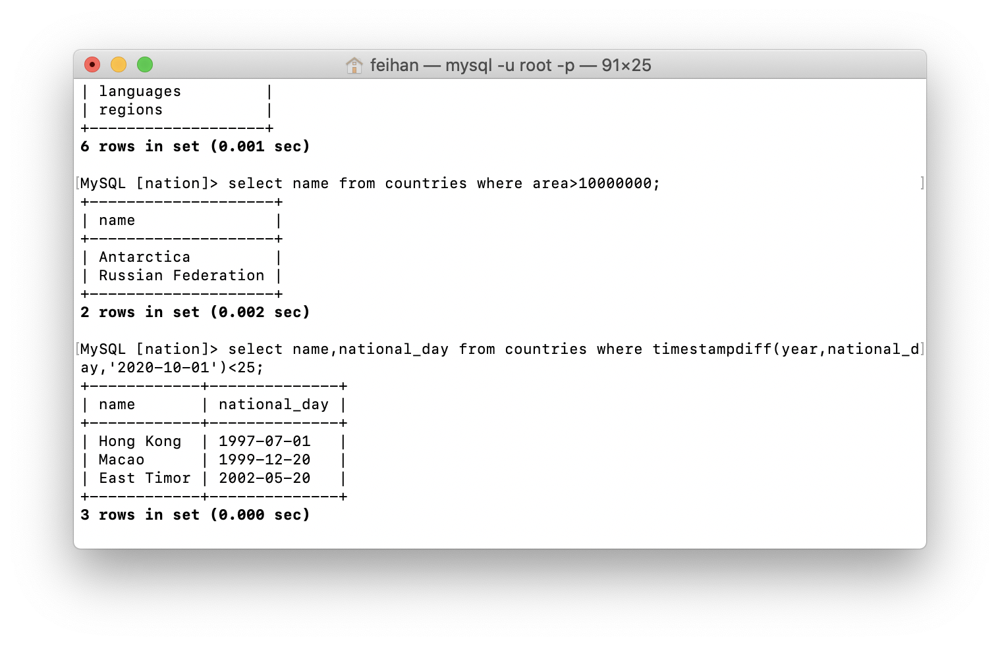 feihan — mysql -u root -p — 91×25
| languages         |
| regions           |
+-------------------+
6 rows in set (0.001 sec)
[MySQL [nation]> select name from countries where area>10000000; ]
+--------------------+
| name               |
+--------------------+
| Antarctica         |
| Russian Federation |
+--------------------+
2 rows in set (0.002 sec)
[MySQL [nation]> select name,national_day from countries where timestampdiff(year,national_d]
ay,'2020-10-01')<25;
+------------+--------------+
| name       | national_day |
+------------+--------------+
| Hong Kong  | 1997-07-01   |
| Macao      | 1999-12-20   |
| East Timor | 2002-05-20   |
+------------+--------------+
3 rows in set (0.000 sec)